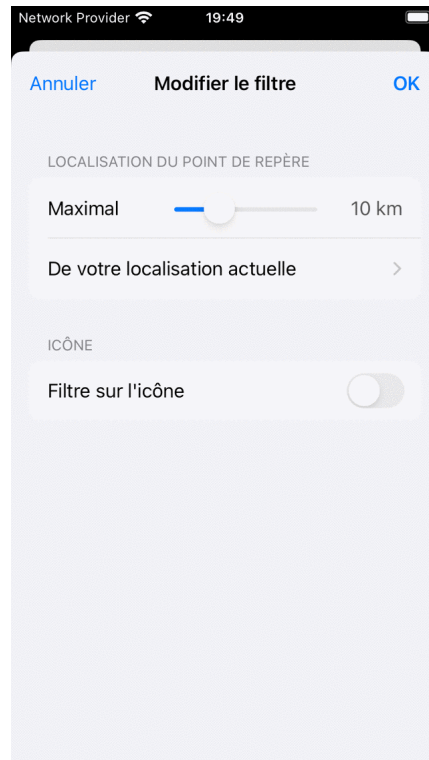 Network Provider 19:49
Annuler Modifier le filtre OK
LOCALISATION DU POINT DE REPÈRE
Maximal 10 km
De votre localisation actuelle
ICÔNE
Filtre sur l'icône